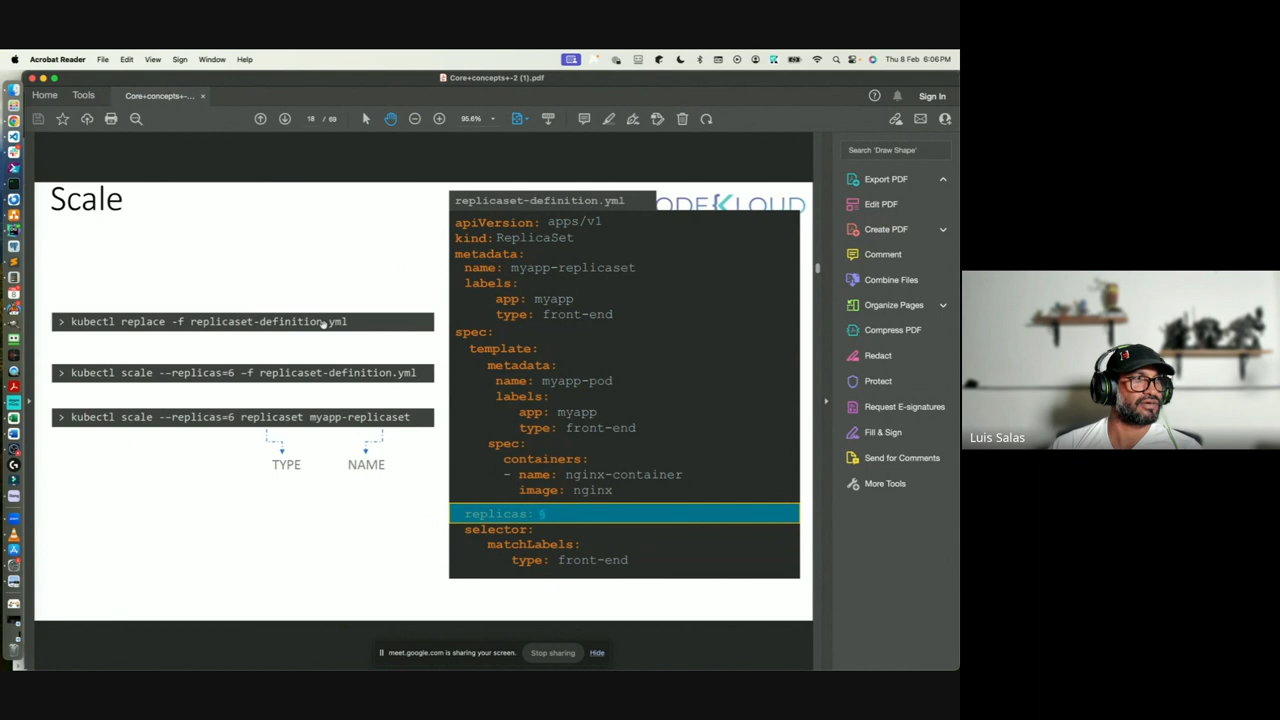 Acrobat Reader File Edit View Sign Window Help Thu 8 Feb 6:06PM
Core+concepts+-2 (1).pdf
Home Tools Core+concepts+-... × Sign In
18 / 69 95.6%
Search 'Draw Shape'
Export PDF
Edit PDF
Create PDF
Comment
Combine Files
Organize Pages
Compress PDF
Redact
Protect
Request E-signatures
Fill & Sign
Send for Comments
More Tools
Scale
> kubectl replace -f replicaset-definition.yml
> kubectl scale --replicas=6 -f replicaset-definition.yml
> kubectl scale --replicas=6 replicaset myapp-replicaset
TYPE NAME
replicaset-definition.yml
apiVersion: apps/v1
kind: ReplicaSet
metadata:
name: myapp-replicaset
labels:
app: myapp
type: front-end
spec:
template:
metadata:
name: myapp-pod
labels:
app: myapp
type: front-end
spec:
containers:
- name: nginx-container
image: nginx
replicas:
selector:
matchLabels:
type: front-end
meet.google.com is sharing your screen. Stop sharing Hide
Luis Salas